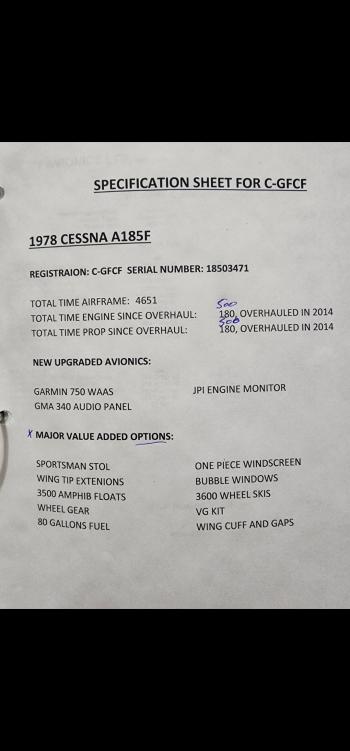 SPECIFICATION SHEET FOR C-GFCF
1978 CESSNA A185F
REGISTRAION: C-GFCF SERIAL NUMBER: 18503471
TOTAL TIME AIRFRAME: 4651
500
TOTAL TIME ENGINE SINCE OVERHAUL: 180, OVERHAULED IN 2014
500
TOTAL TIME PROP SINCE OVERHAUL: 180, OVERHAULED IN 2014
NEW UPGRADED AVIONICS:
GARMIN 750 WAAS JPI ENGINE MONITOR
GMA 340 AUDIO PANEL
X MAJOR VALUE ADDED OPTIONS:
SPORTSMAN STOL ONE PIECE WINDSCREEN
WING TIP EXTENIONS BUBBLE WINDOWS
3500 AMPHIB FLOATS 3600 WHEEL SKIS
WHEEL GEAR VG KIT
80 GALLONS FUEL WING CUFF AND GAPS